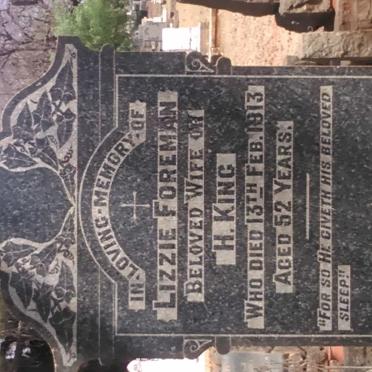 IN LOVING MEMORY OF
LIZZIE FOREMAN
BELOVED WIFE OF
H. KING
WHO DIED 13TH FEB. 1813
AGED 52 YEARS.
"FOR SO HE GIVETH HIS BELOVED
SLEEP."